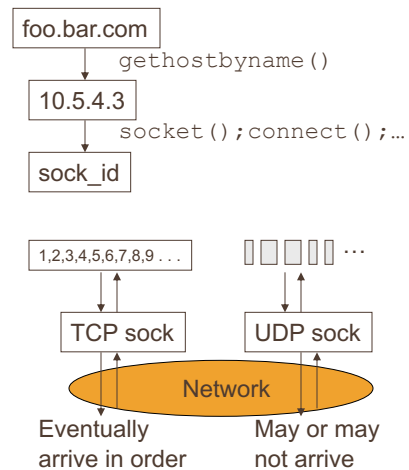 foo.bar.com
gethostbyname()
10.5.4.3
socket();connect();…
sock_id
1,2,3,4,5,6,7,8,9 . . .
…
TCP sock
UDP sock
Network
Eventually
arrive in order
May or may
not arrive